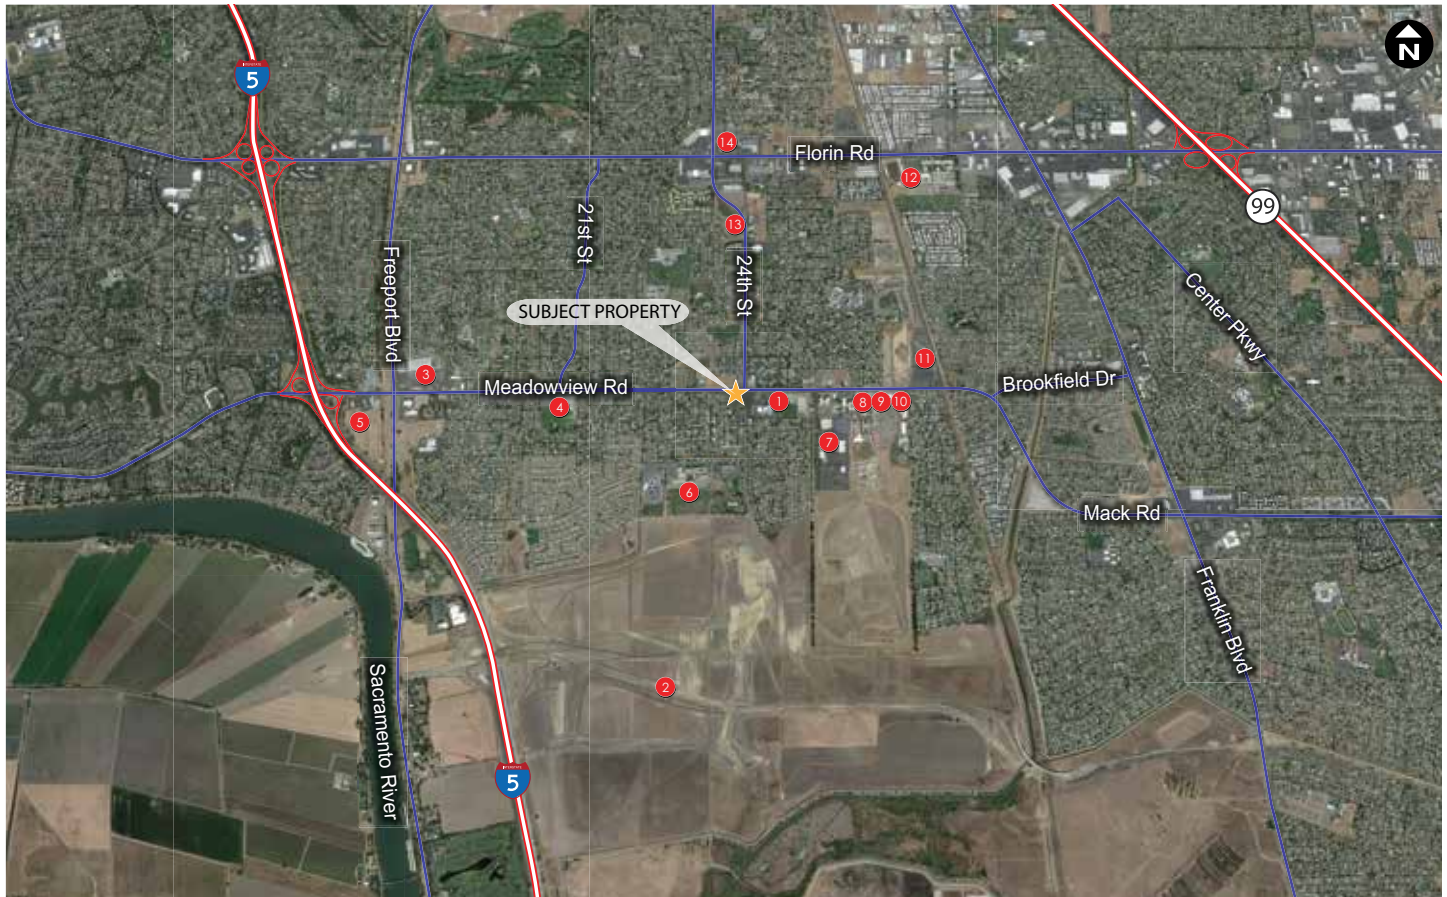 N
INTERSTATE
5
14
Florin Rd
12
99
13
21st St
Freeport Blvd
24th St
SUBJECT PROPERTY
Center Pkwy
11
3
Meadowview Rd
Brookfield Dr
4
1
8
9
10
5
7
6
Mack Rd
Franklin Blvd
Sacramento River
2
INTERSTATE
5